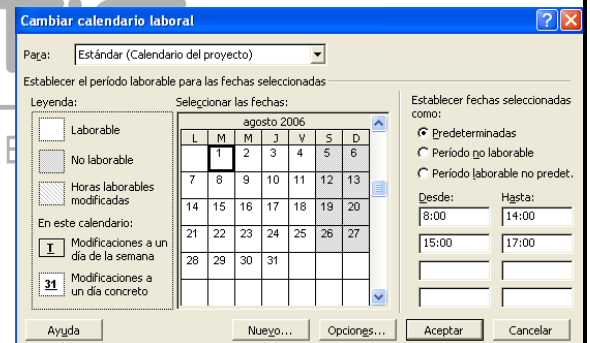 Cambiar calendario laboral
Para: Estándar (Calendario del proyecto)
Establecer el período laborable para las fechas seleccionadas
Leyenda:
Laborable
No laborable
Horas laborables
modificadas
En este calendario:
I Modificaciones a un
día de la semana
31 Modificaciones a
un día concreto
Seleccionar las fechas:
agosto 2006
L M M J V S D
1 2 3 4 5 6
7 8 9 10 11 12 13
14 15 16 17 18 19 20
21 22 23 24 25 26 27
28 29 30 31
Establecer fechas seleccionadas
como:
Predeterminadas
Período no laborable
Período laborable no predet.
Desde: Hasta:
8:00 14:00
15:00 17:00
Ayuda Nuevo... Opciones... Aceptar Cancelar